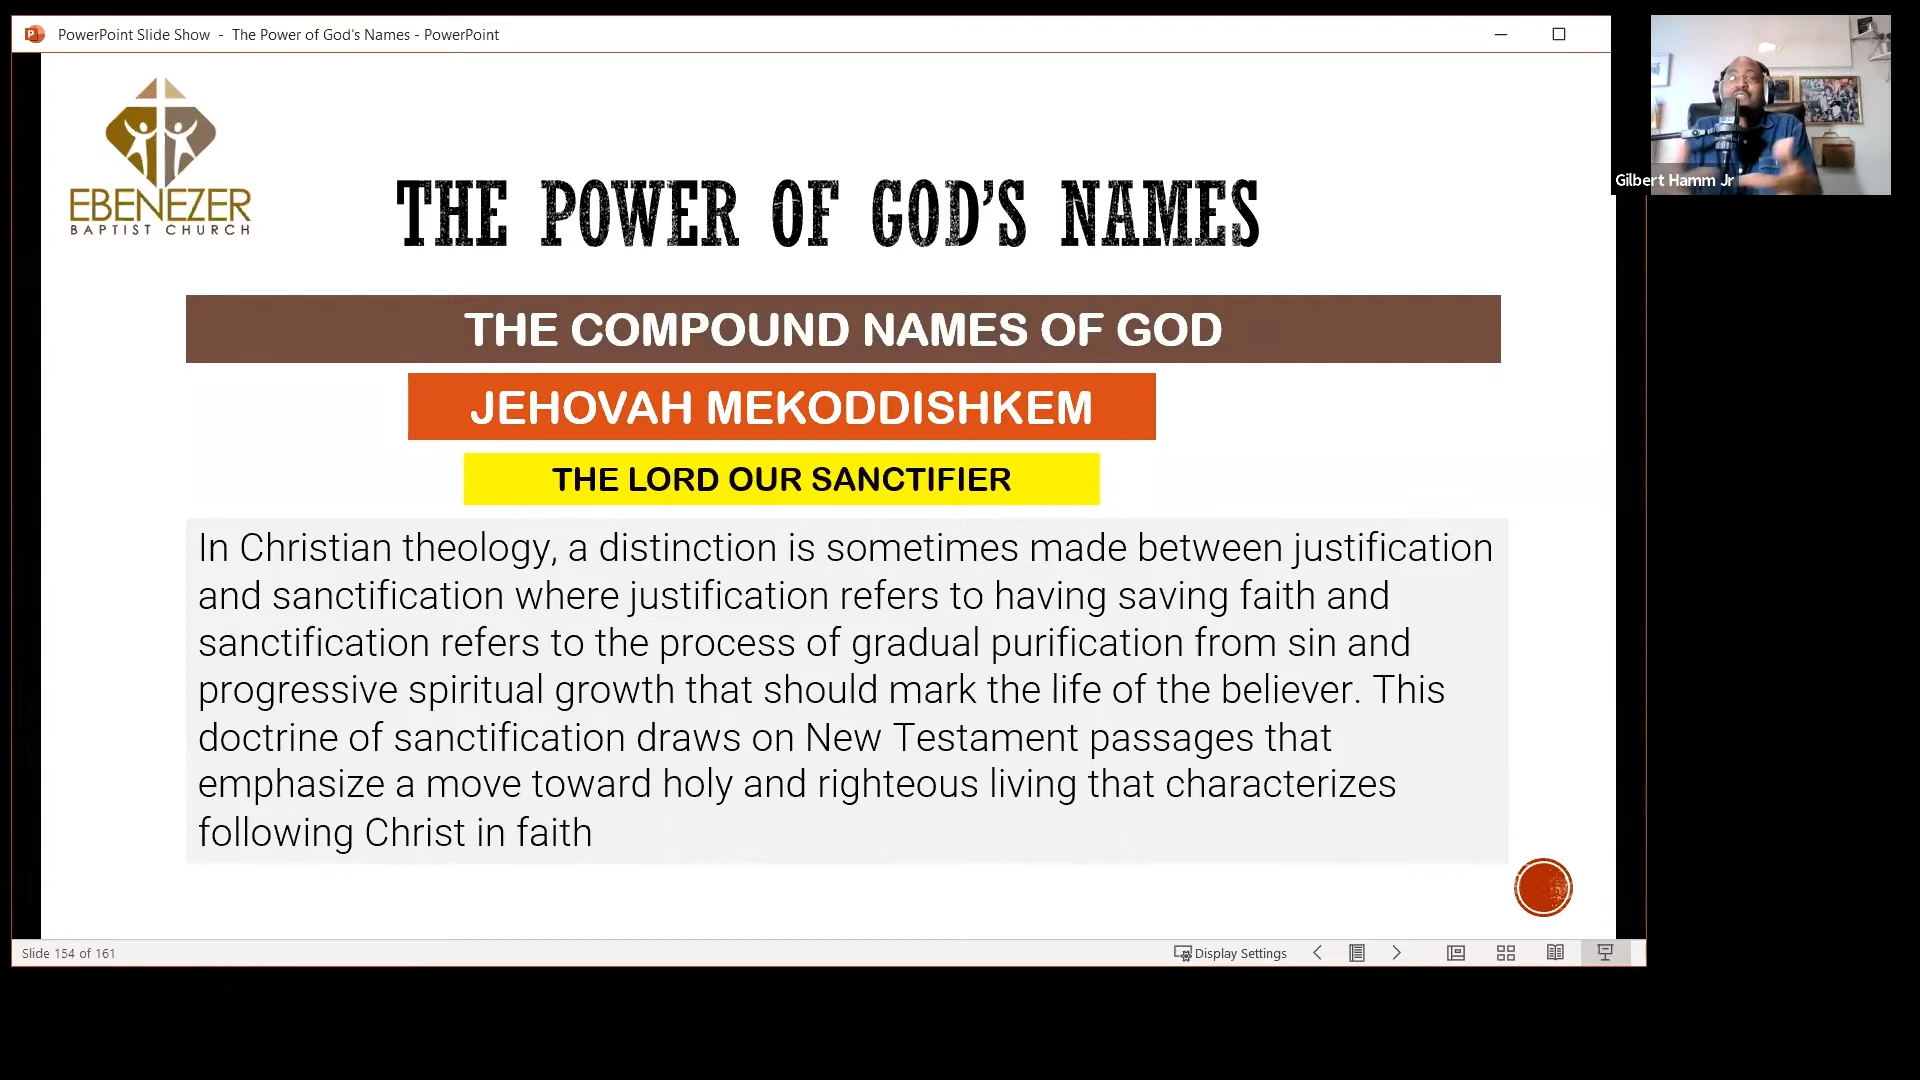 PowerPoint Slide Show - The Power of God's Names - PowerPoint
EBENEZER
BAPTIST CHURCH
THE POWER OF GOD'S NAMES
THE COMPOUND NAMES OF GOD
JEHOVAH MEKODDISHKEM
THE LORD OUR SANCTIFIER
In Christian theology, a distinction is sometimes made between justification
and sanctification where justification refers to having saving faith and
sanctification refers to the process of gradual purification from sin and
progressive spiritual growth that should mark the life of the believer. This
doctrine of sanctification draws on New Testament passages that
emphasize a move toward holy and righteous living that characterizes
following Christ in faith
Gilbert Hamm Jr
Slide 154 of 161
Display Settings